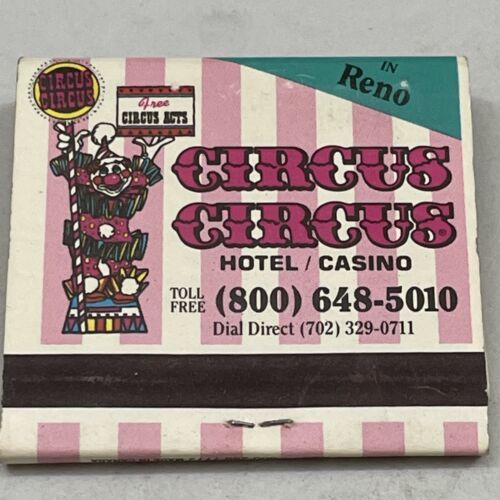 CIRCUS
CIRCUS
Free
CIRCUS ACTS
IN
Reno
CIRCUS
CIRCUS
HOTEL / CASINO
TOLL
FREE (800) 648-5010
Dial Direct (702) 329-0711